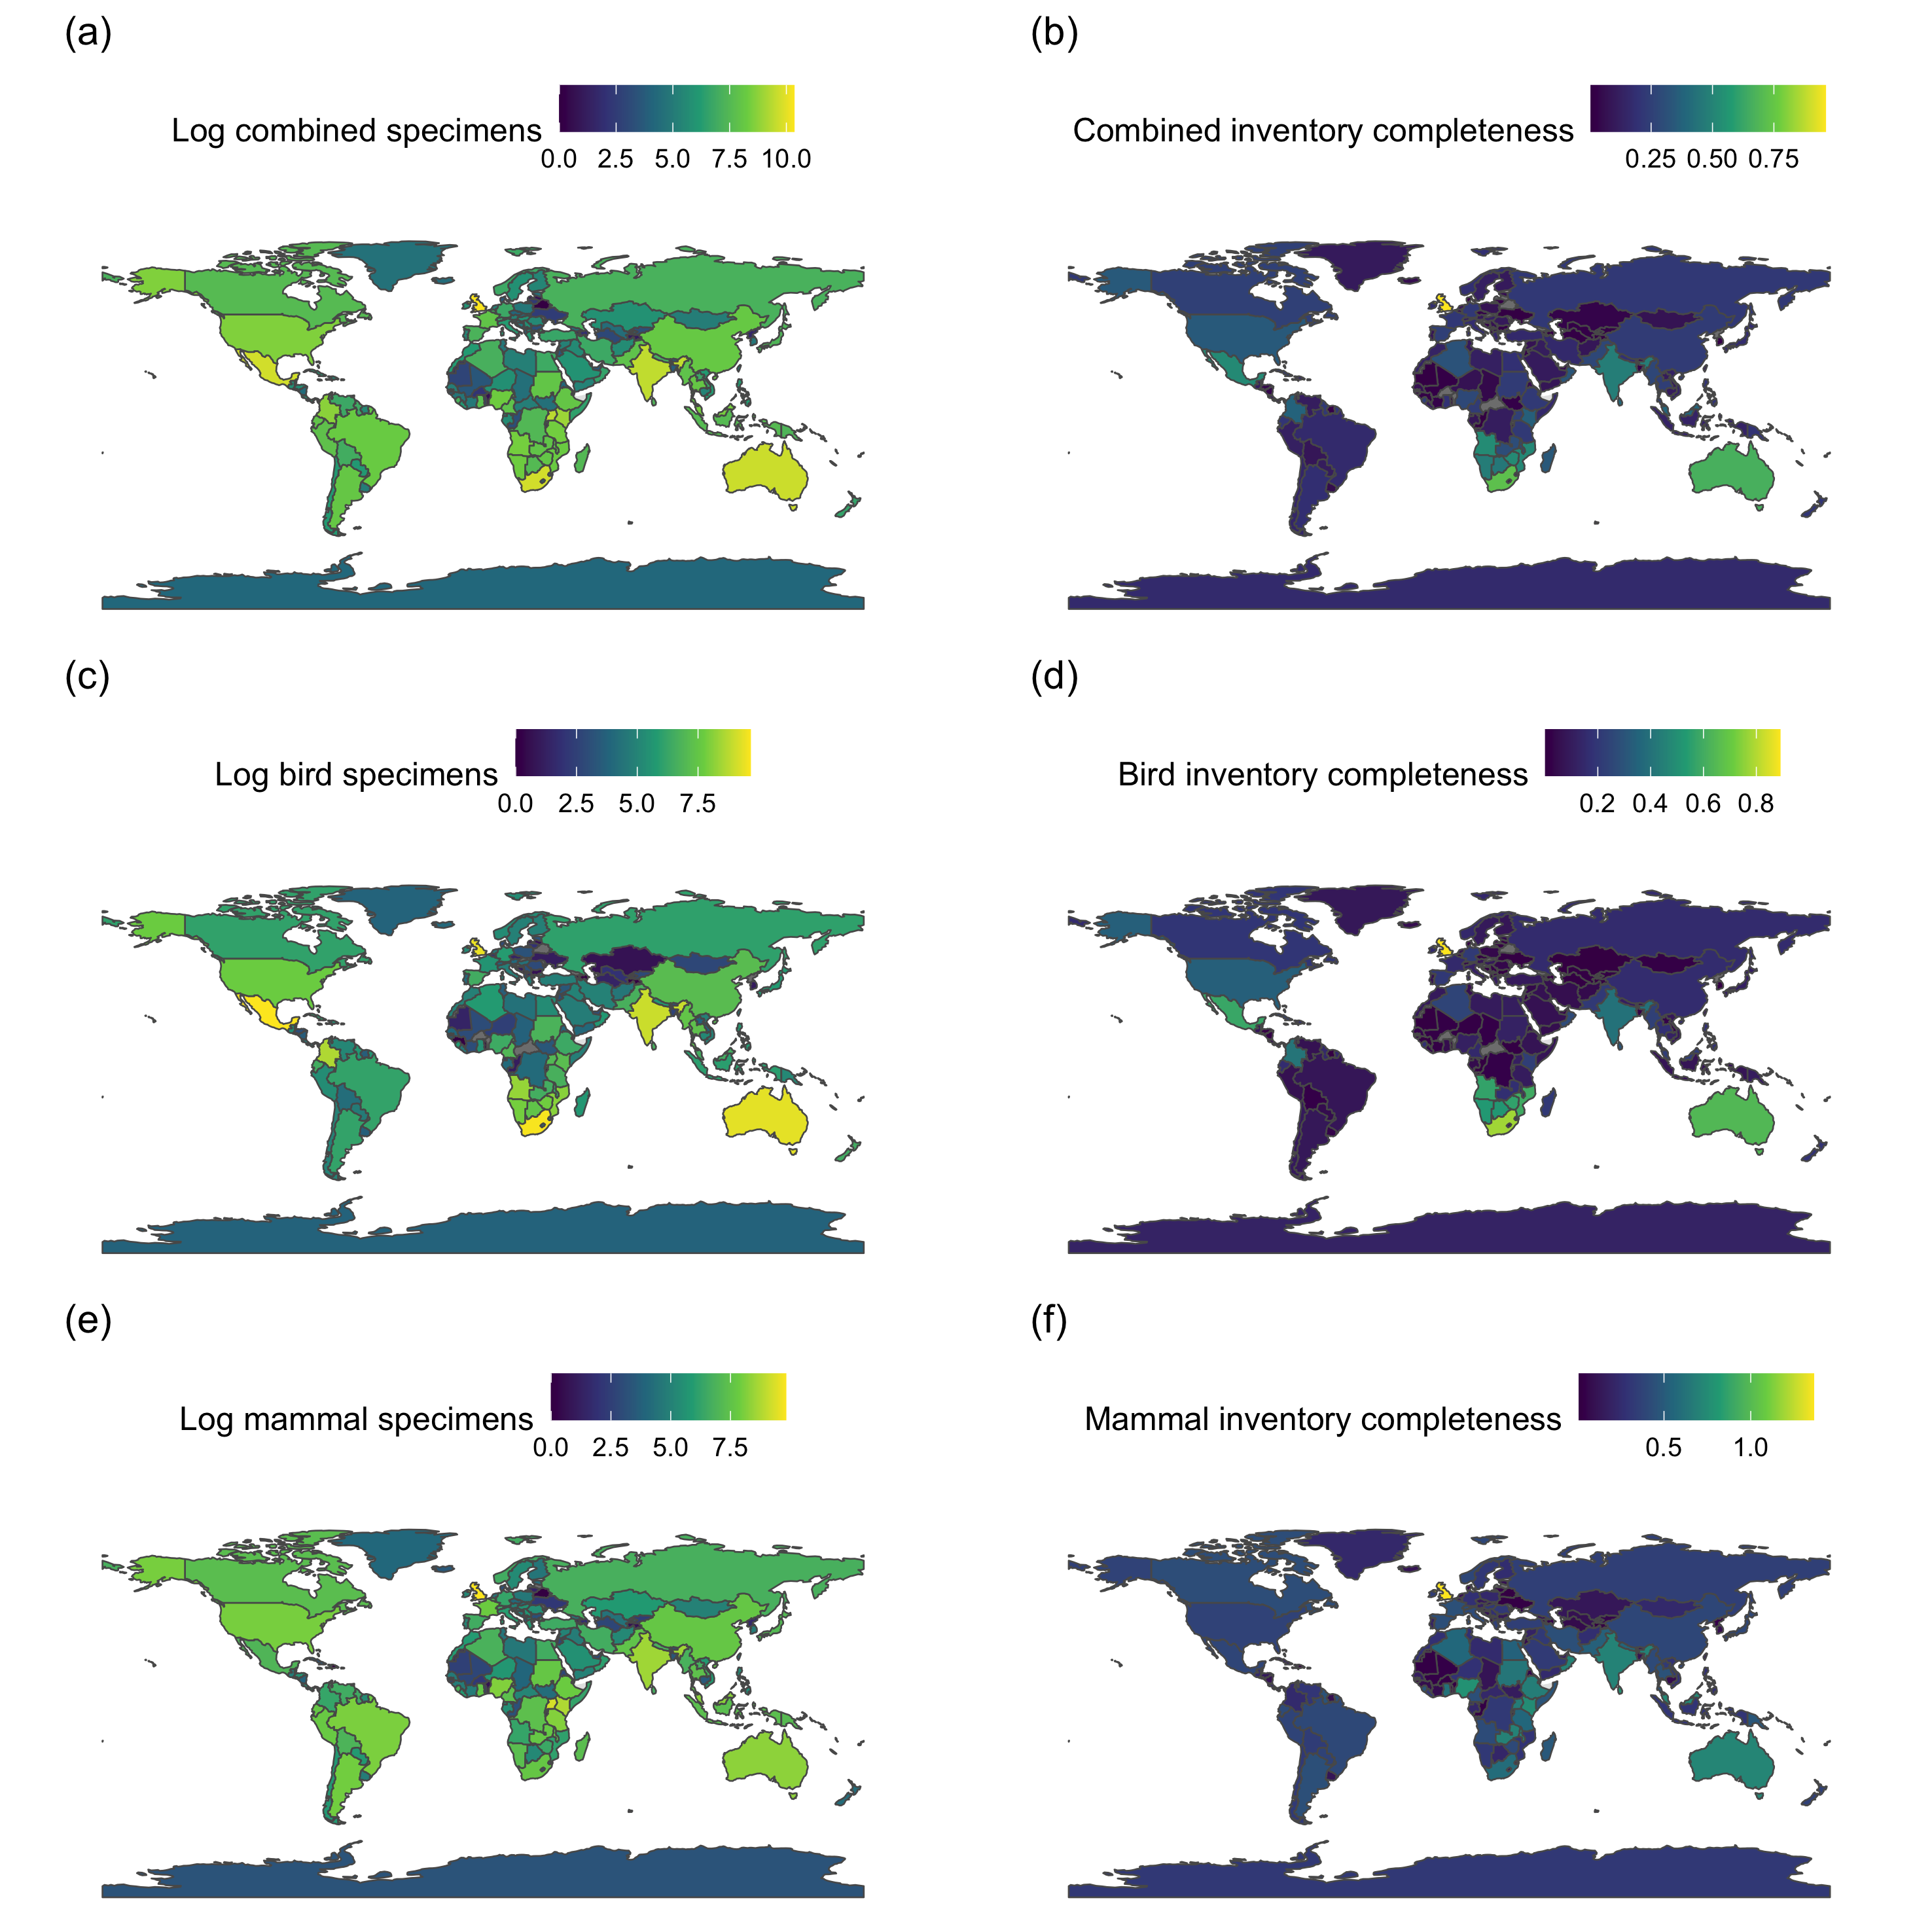 (a)
Log combined specimens
0.0 2.5 5.0 7.5 10.0
(b)
Combined inventory completeness
0.25 0.50 0.75
(c)
Log bird specimens
0.0 2.5 5.0 7.5
(d)
Bird inventory completeness
0.2 0.4 0.6 0.8
(e)
Log mammal specimens
0.0 2.5 5.0 7.5
(f)
Mammal inventory completeness
0.5 1.0